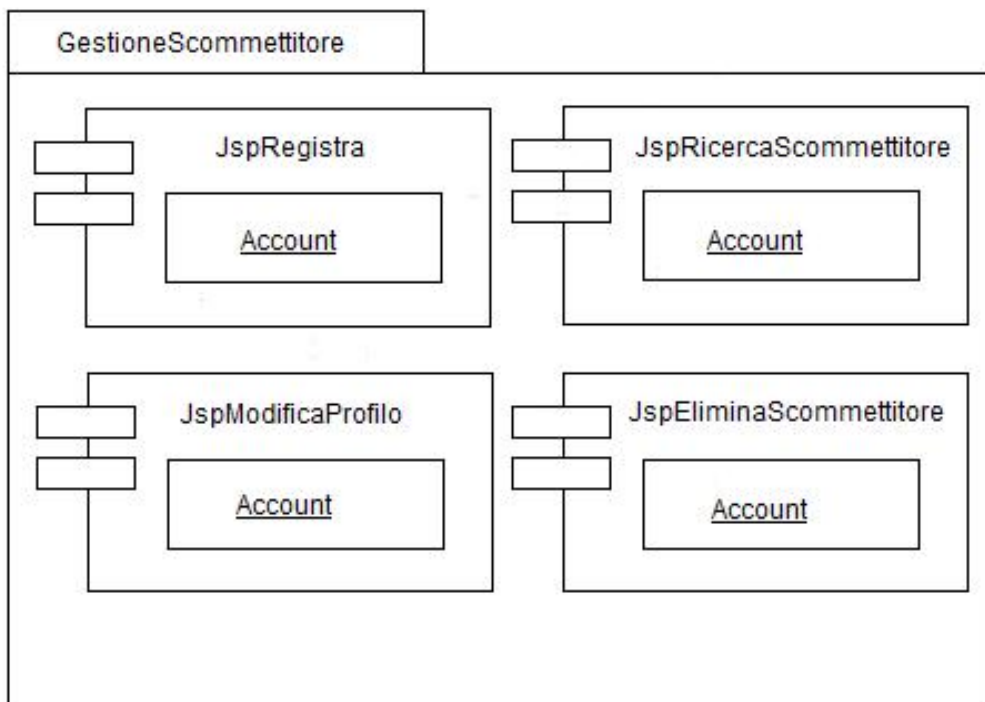 GestioneScommettitore
JspRegistra
Account
JspRicercaScommettitore
Account
JspModificaProfilo
Account
JspEliminaScommettitore
Account